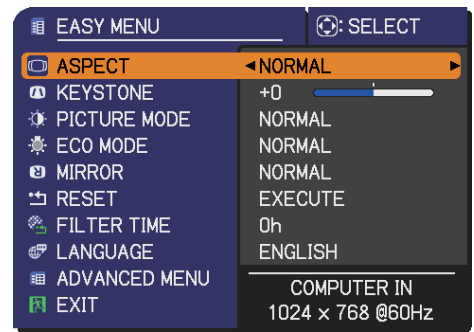 EASY MENU : SELECT
ASPECT NORMAL
KEYSTONE +0
PICTURE MODE NORMAL
ECO MODE NORMAL
MIRROR NORMAL
RESET EXECUTE
FILTER TIME 0h
LANGUAGE ENGLISH
ADVANCED MENU
EXIT
COMPUTER IN
1024 x 768 @60Hz